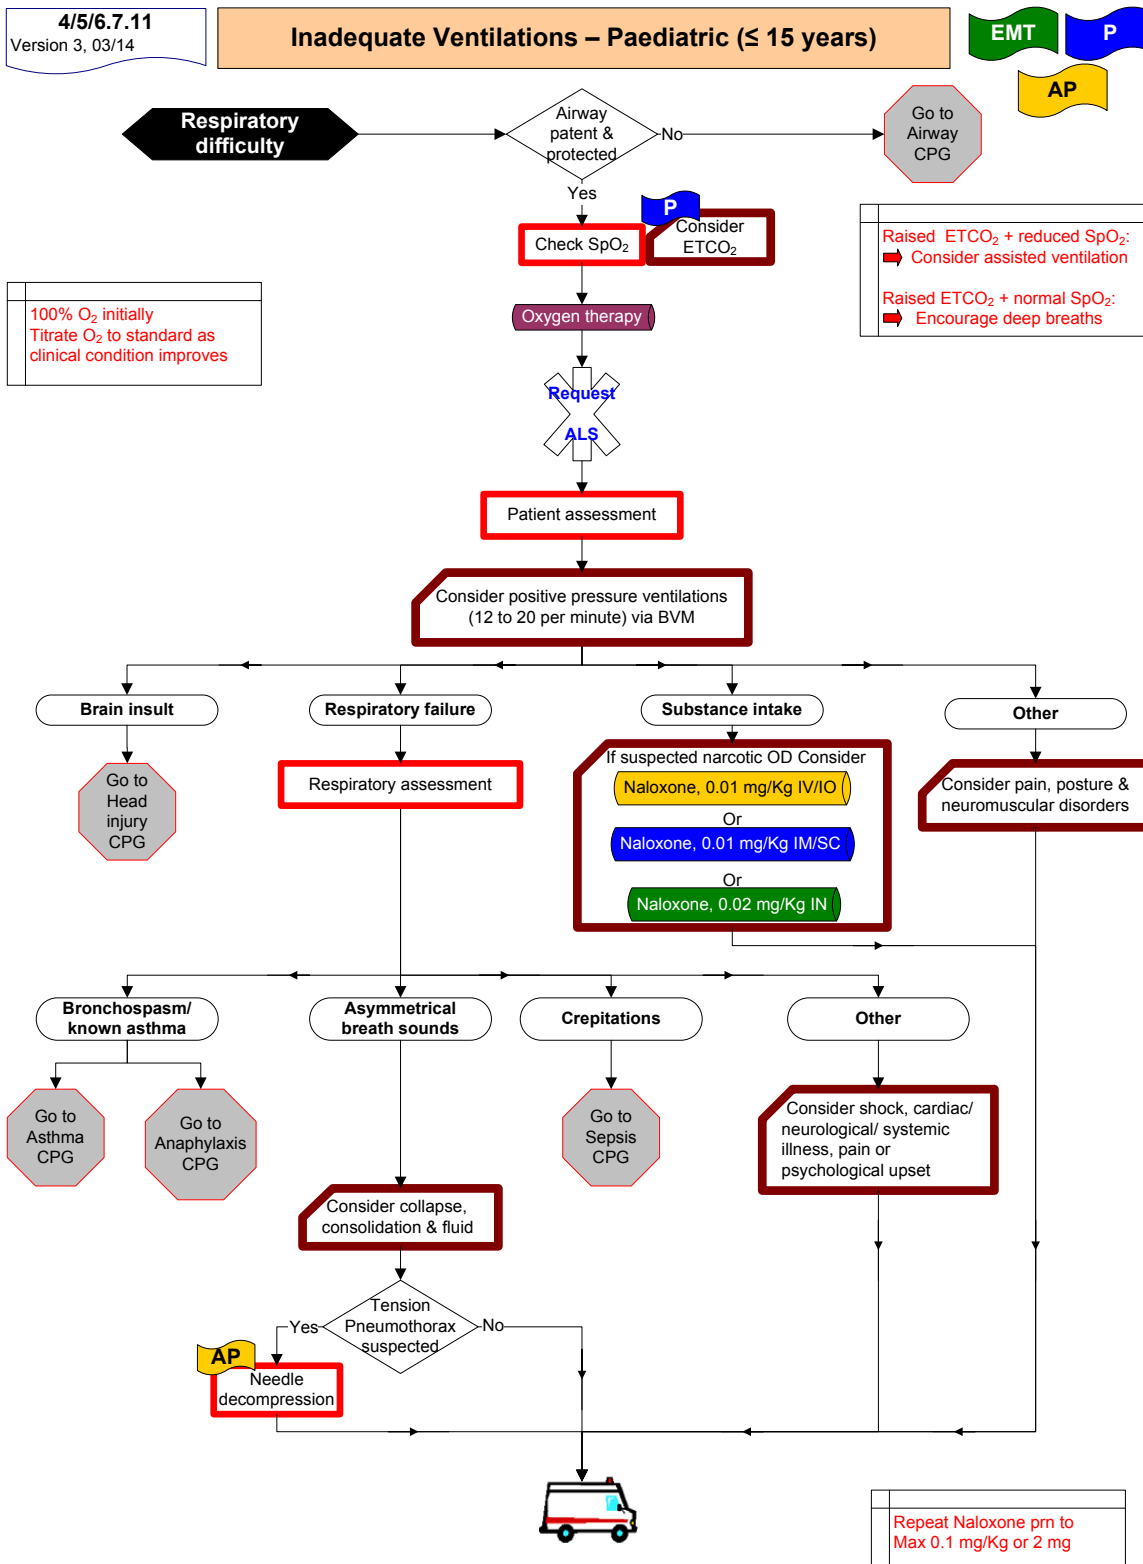 4/5/6.7.11
Version 3, 03/14
Inadequate Ventilations – Paediatric (≤ 15 years)
EMT
P
AP
Respiratory
difficulty
Airway
patent &
protected
No
Go to
Airway
CPG
Yes
P
Check SpO₂
Consider
ETCO₂
Raised ETCO₂ + reduced SpO₂:
Consider assisted ventilation
Raised ETCO₂ + normal SpO₂:
Encourage deep breaths
100% O₂ initially
Titrate O₂ to standard as
clinical condition improves
Oxygen therapy
Request
ALS
Patient assessment
Consider positive pressure ventilations
(12 to 20 per minute) via BVM
Brain insult
Respiratory failure
Substance intake
Other
Go to
Head
injury
CPG
Respiratory assessment
If suspected narcotic OD Consider
Naloxone, 0.01 mg/Kg IV/IO
Or
Naloxone, 0.01 mg/Kg IM/SC
Or
Naloxone, 0.02 mg/Kg IN
Consider pain, posture &
neuromuscular disorders
Bronchospasm/
known asthma
Asymmetrical
breath sounds
Crepitations
Other
Go to
Asthma
CPG
Go to
Anaphylaxis
CPG
Go to
Sepsis
CPG
Consider shock, cardiac/
neurological/ systemic
illness, pain or
psychological upset
Consider collapse,
consolidation & fluid
Tension
Pneumothorax
suspected
Yes
No
AP
Needle
decompression
Repeat Naloxone prn to
Max 0.1 mg/Kg or 2 mg